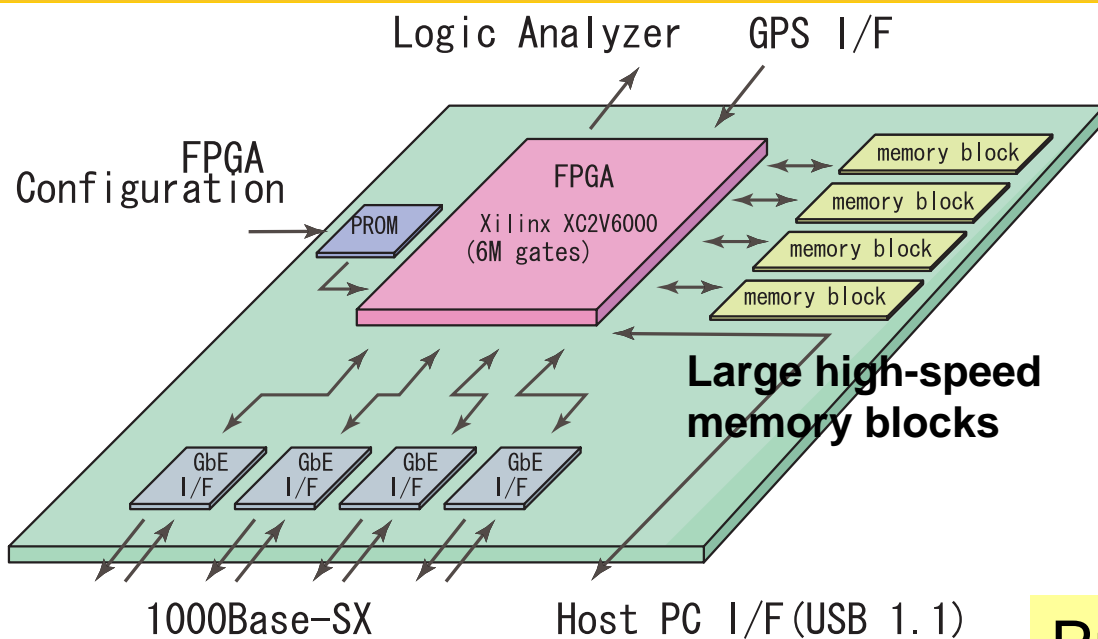 Logic Analyzer
GPS I/F
FPGA
Configuration
PROM
FPGA
Xilinx XC2V6000
(6M gates)
memory block
memory block
memory block
memory block
Large high-speed
memory blocks
GbE
I/F
GbE
I/F
GbE
I/F
GbE
I/F
1000Base-SX
Host PC I/F(USB 1.1)